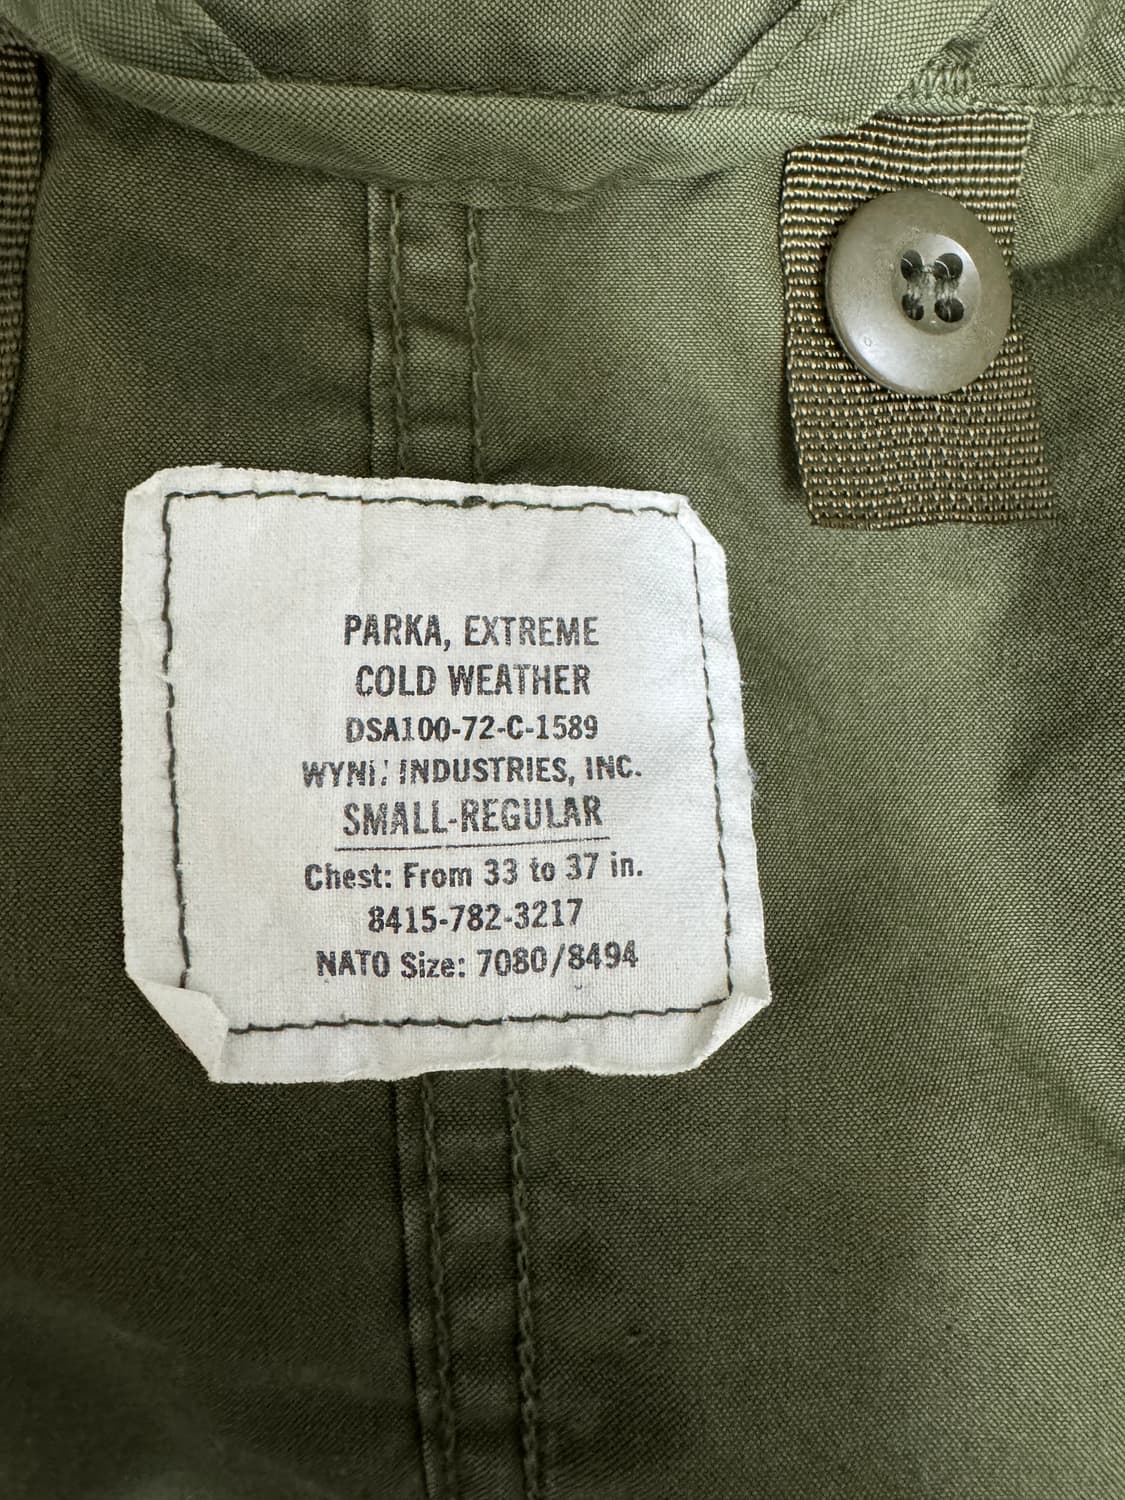 PARKA, EXTREME
COLD WEATHER
DSA100-72-C-1589
INDUSTRIES, INC.
SMALL-REGULAR
Chest: From 33 to 37 in.
8415-782-3217
NATO Size: 7080/8494